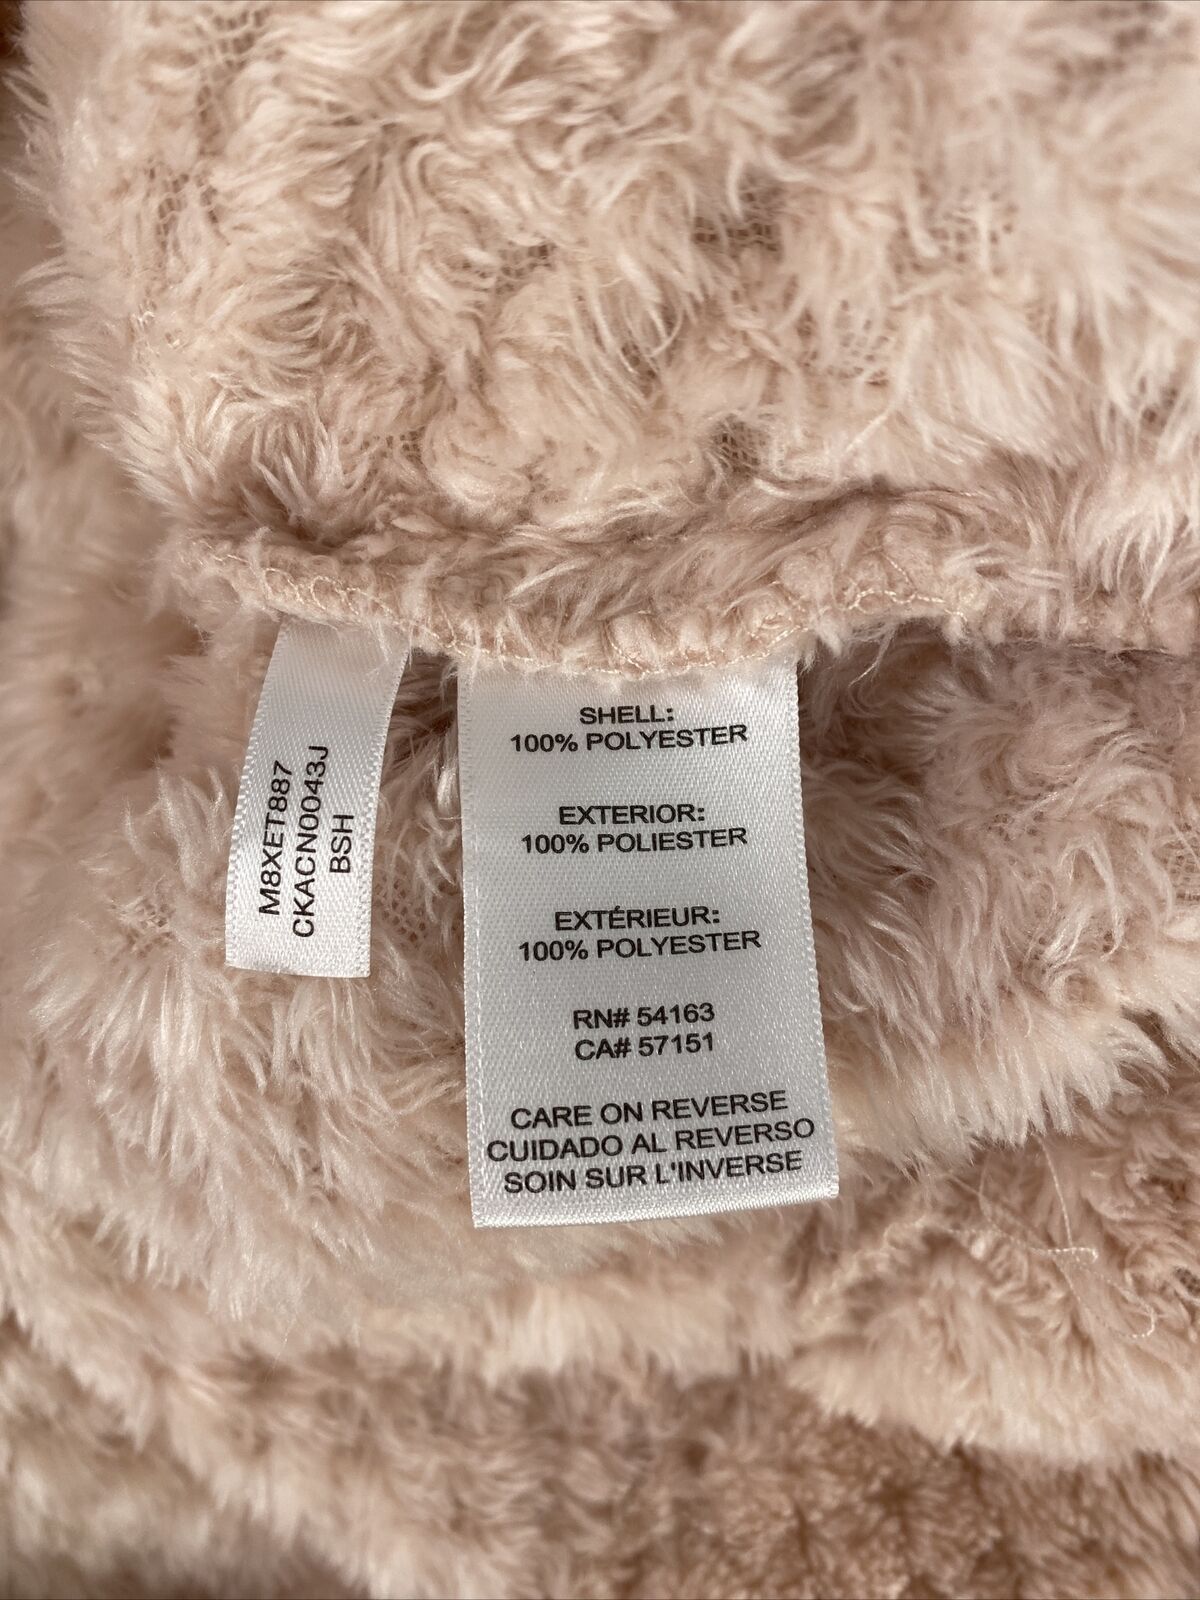 M8XET887
CKACN0043J
BSH
SHELL:
100% POLYESTER
EXTERIOR:
100% POLIESTER
EXTÉRIEUR:
100% POLYESTER
RN# 54163
CA# 57151
CARE ON REVERSE
CUIDADO AL REVERSO
SOIN SUR L'INVERSE